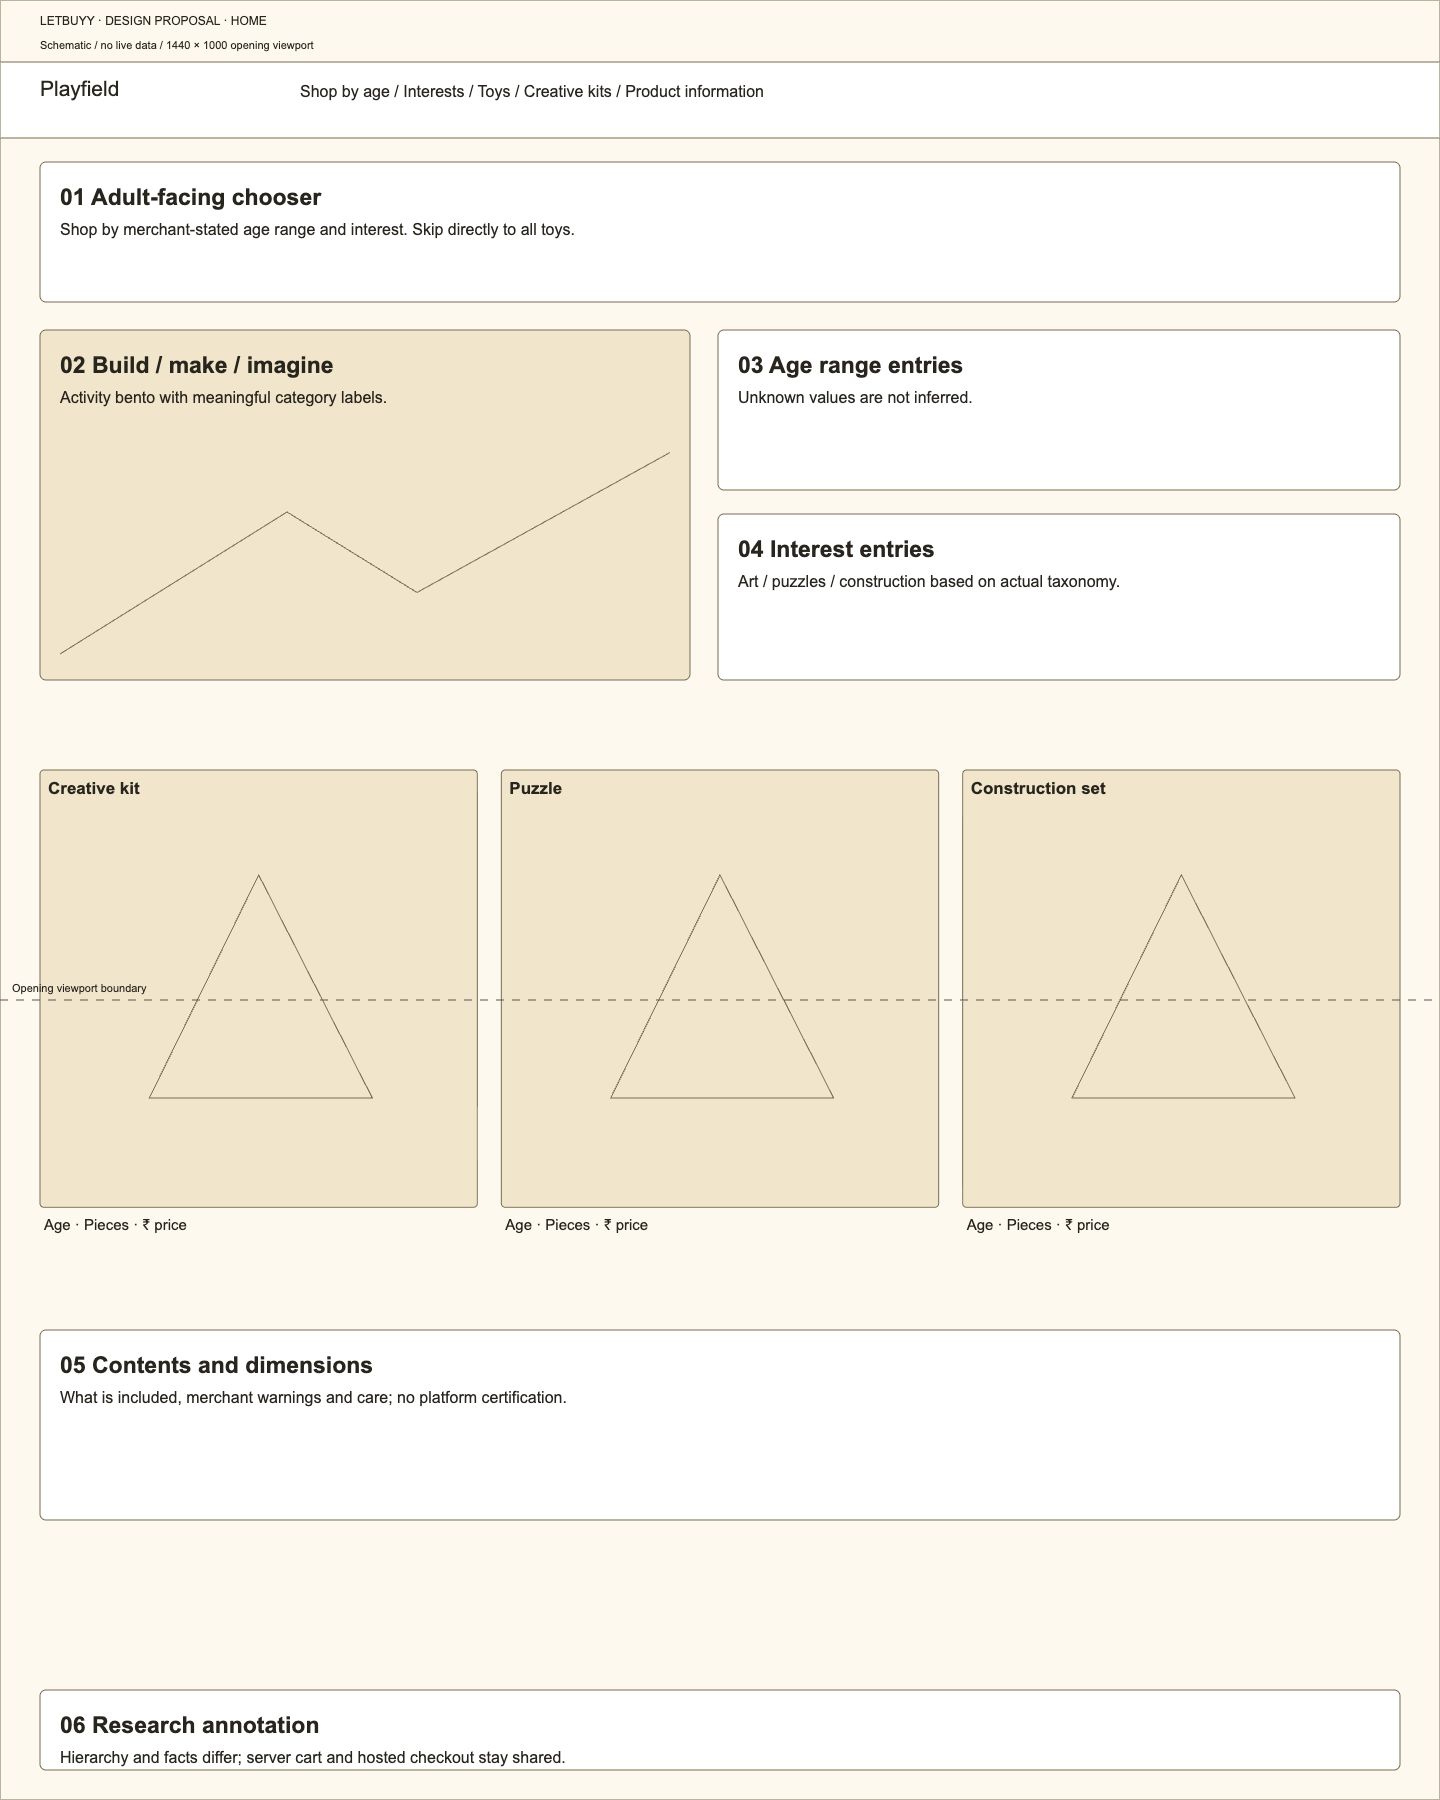 LETBUYY · DESIGN PROPOSAL · HOME
Schematic / no live data / 1440 × 1000 opening viewport
Playfield
Shop by age / Interests / Toys / Creative kits / Product information
01 Adult-facing chooser
Shop by merchant-stated age range and interest. Skip directly to all toys.
02 Build / make / imagine
Activity bento with meaningful category labels.
03 Age range entries
Unknown values are not inferred.
04 Interest entries
Art / puzzles / construction based on actual taxonomy.
Creative kit
Puzzle
Construction set
Opening viewport boundary
Age · Pieces · ₹ price
Age · Pieces · ₹ price
Age · Pieces · ₹ price
05 Contents and dimensions
What is included, merchant warnings and care; no platform certification.
06 Research annotation
Hierarchy and facts differ; server cart and hosted checkout stay shared.